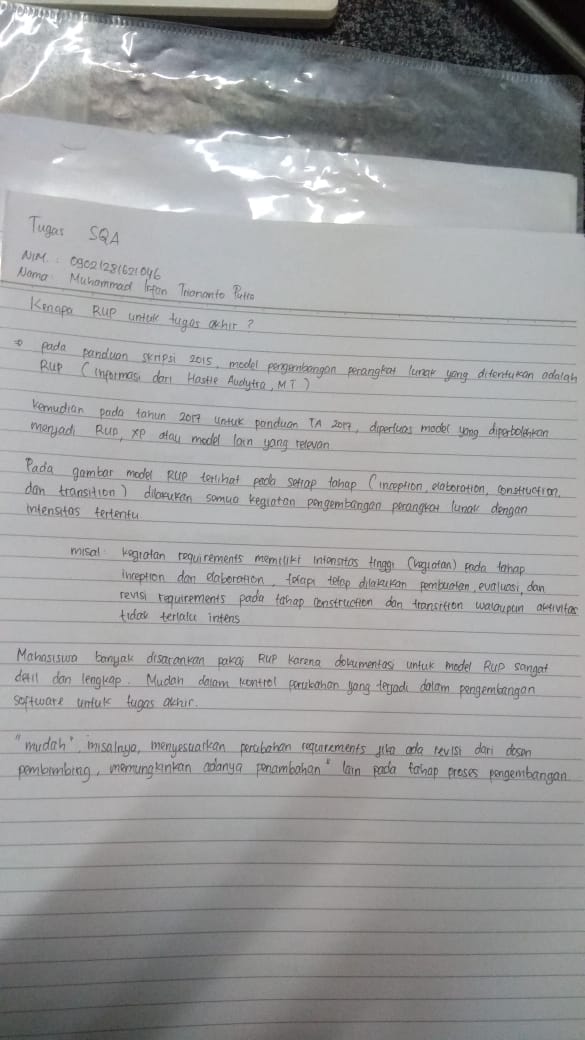 Tugas SQA
NIM : 09021281621046
Nama : Muhammad Irfan Triananto Putra
Kenapa RUP untuk tugas akhir ?
⇒ pada panduan skripsi 2015, model pengembangan perangkat lunak yang ditentukan adalah
RUP (informasi dari Hastie Audytra, MT)
kemudian pada tahun 2017 untuk panduan TA 2017, diperluas model yang diperbolehkan
menjadi RUP, XP atau model lain yang relevan
Pada gambar model RUP terlihat pada setiap tahap (inception, elaboration, construction,
dan transition) dilakukan semua kegiatan pengembangan perangkat lunak dengan
intensitas tertentu
misal : kegiatan requirements memiliki intensitas tinggi (kegiatan) pada tahap
inception dan elaboration, tetapi tetap dilakukan pembuatan, evaluasi, dan
revisi requirements pada tahap construction dan transition walaupun aktivitas
tidak terlalu intens
Mahasiswa banyak disarankan pakai RUP karena dokumentasi untuk model RUP sangat
detil dan lengkap. Mudah dalam kontrol perubahan yang terjadi dalam pengembangan
software untuk tugas akhir.
"mudah", misalnya, menyesuaikan perubahan requirements jika ada revisi dari dosen
pembimbing, memungkinkan adanya penambahan" lain pada tahap proses pengembangan